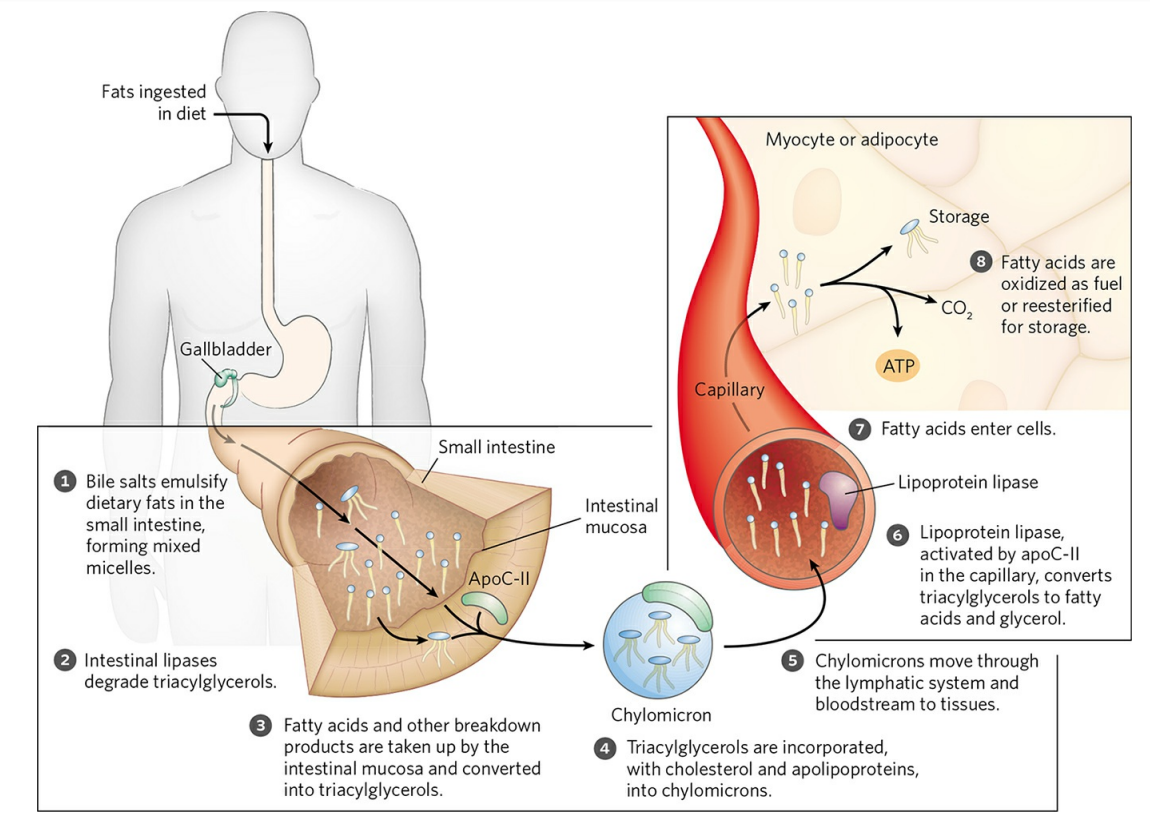 Fats ingested
in diet
Gallbladder
Small intestine
Intestinal
mucosa
ApoC-II
1 Bile salts emulsify
dietary fats in the
small intestine,
forming mixed
micelles.
2 Intestinal lipases
degrade triacylglycerols.
3 Fatty acids and other breakdown
products are taken up by the
intestinal mucosa and converted
into triacylglycerols.
Chylomicron
4 Triacylglycerols are incorporated,
with cholesterol and apolipoproteins,
into chylomicrons.
5 Chylomicrons move through
the lymphatic system and
bloodstream to tissues.
Lipoprotein lipase
6 Lipoprotein lipase,
activated by apoC-II
in the capillary, converts
triacylglycerols to fatty
acids and glycerol.
7 Fatty acids enter cells.
Capillary
Myocyte or adipocyte
Storage
CO₂
ATP
8 Fatty acids are
oxidized as fuel
or reesterified
for storage.